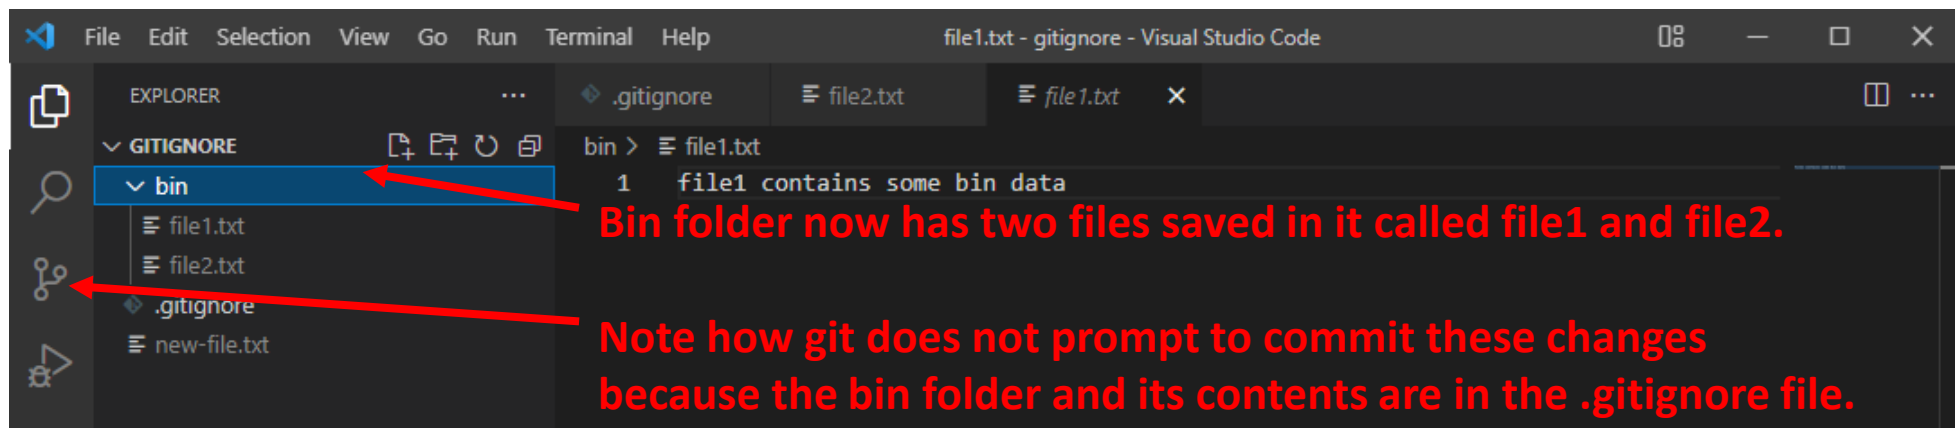 File Edit Selection View Go Run Terminal Help file1.txt - gitignore - Visual Studio Code
EXPLORER
.gitignore file2.txt file1.txt
GITIGNORE
bin > file1.txt
bin
1 file1 contains some bin data
Bin folder now has two files saved in it called file1 and file2.
file1.txt
file2.txt
.gitignore
new-file.txt
Note how git does not prompt to commit these changes
because the bin folder and its contents are in the .gitignore file.